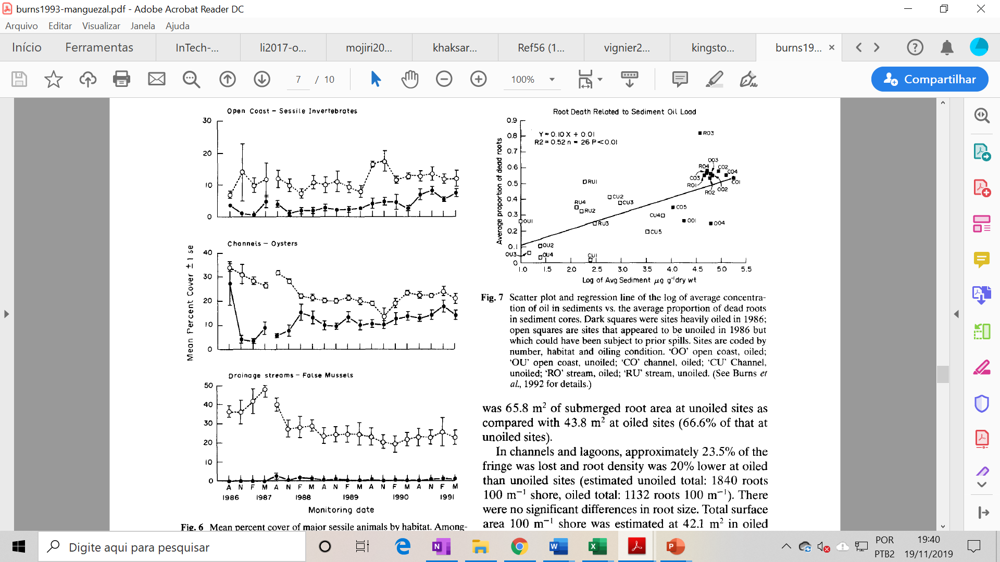 burns1993-manguezal.pdf - Adobe Acrobat Reader DC
Arquivo Editar Visualizar Janela Ajuda
Início Ferramentas InTech-... li2017-o... mojiri20... khaksar... Ref56 (1... vignier2... kingsto... burns19... ×
7 / 10 100% Compartilhar
Open Coast – Sessile Invertebrates
30
20
10
0
Channels – Oysters
40
30
20
10
0
Mean Percent Cover ± 1 se
Drainage streams – False Mussels
50
40
30
20
10
0
A N F M A N F M A N F M A N F M A N F M
1986 1987 1988 1989 1990 1991
Monitoring date
Fig. 6 Mean percent cover of major sessile animals by habitat. Among-
Root Death Related to Sediment Oil Load
Y = 0.10 X + 0.01
R2 = 0.52 n = 26 P < 0.01
Average proportion of dead roots
0.9
0.8
0.7
0.6
0.5
0.4
0.3
0.2
0.1
0
RO3
OO3
RO4 CO2
CO4
CO3
RO1 CO1
RO2 OO2
RU1
CU2
RU4 CU3
RU2 CO5
CU4
OU1 OO1 OO4
RU3
CU5
OU2
OU3 OU4 CU1
1.0 1.5 2.0 2.5 3.0 3.5 4.0 4.5 5.0 5.5
Log of Avg Sediment µg g⁻¹dry wt
Fig. 7 Scatter plot and regression line of the log of average concentra-
tion of oil in sediments vs. the average proportion of dead roots
in sediment cores. Dark squares were sites heavily oiled in 1986;
open squares are sites that appeared to be unoiled in 1986 but
which could have been subject to prior spills. Sites are coded by
number, habitat and oiling condition. ‘OO’ open coast, oiled;
‘OU’ open coast, unoiled; ‘CO’ channel, oiled; ‘CU’ Channel,
unoiled; ‘RO’ stream, oiled; ‘RU’ stream, unoiled. (See Burns et
al., 1992 for details.)
was 65.8 m² of submerged root area at unoiled sites as
compared with 43.8 m² at oiled sites (66.6% of that at
unoiled sites).
In channels and lagoons, approximately 23.5% of the
fringe was lost and root density was 20% lower at oiled
than unoiled sites (estimated unoiled total: 1840 roots
100 m⁻¹ shore, oiled total: 1132 roots 100 m⁻¹). There
were no significant differences in root size. Total surface
area 100 m⁻¹ shore was estimated at 42.1 m² in oiled
Digite aqui para pesquisar
POR
PTB2
19:40
19/11/2019